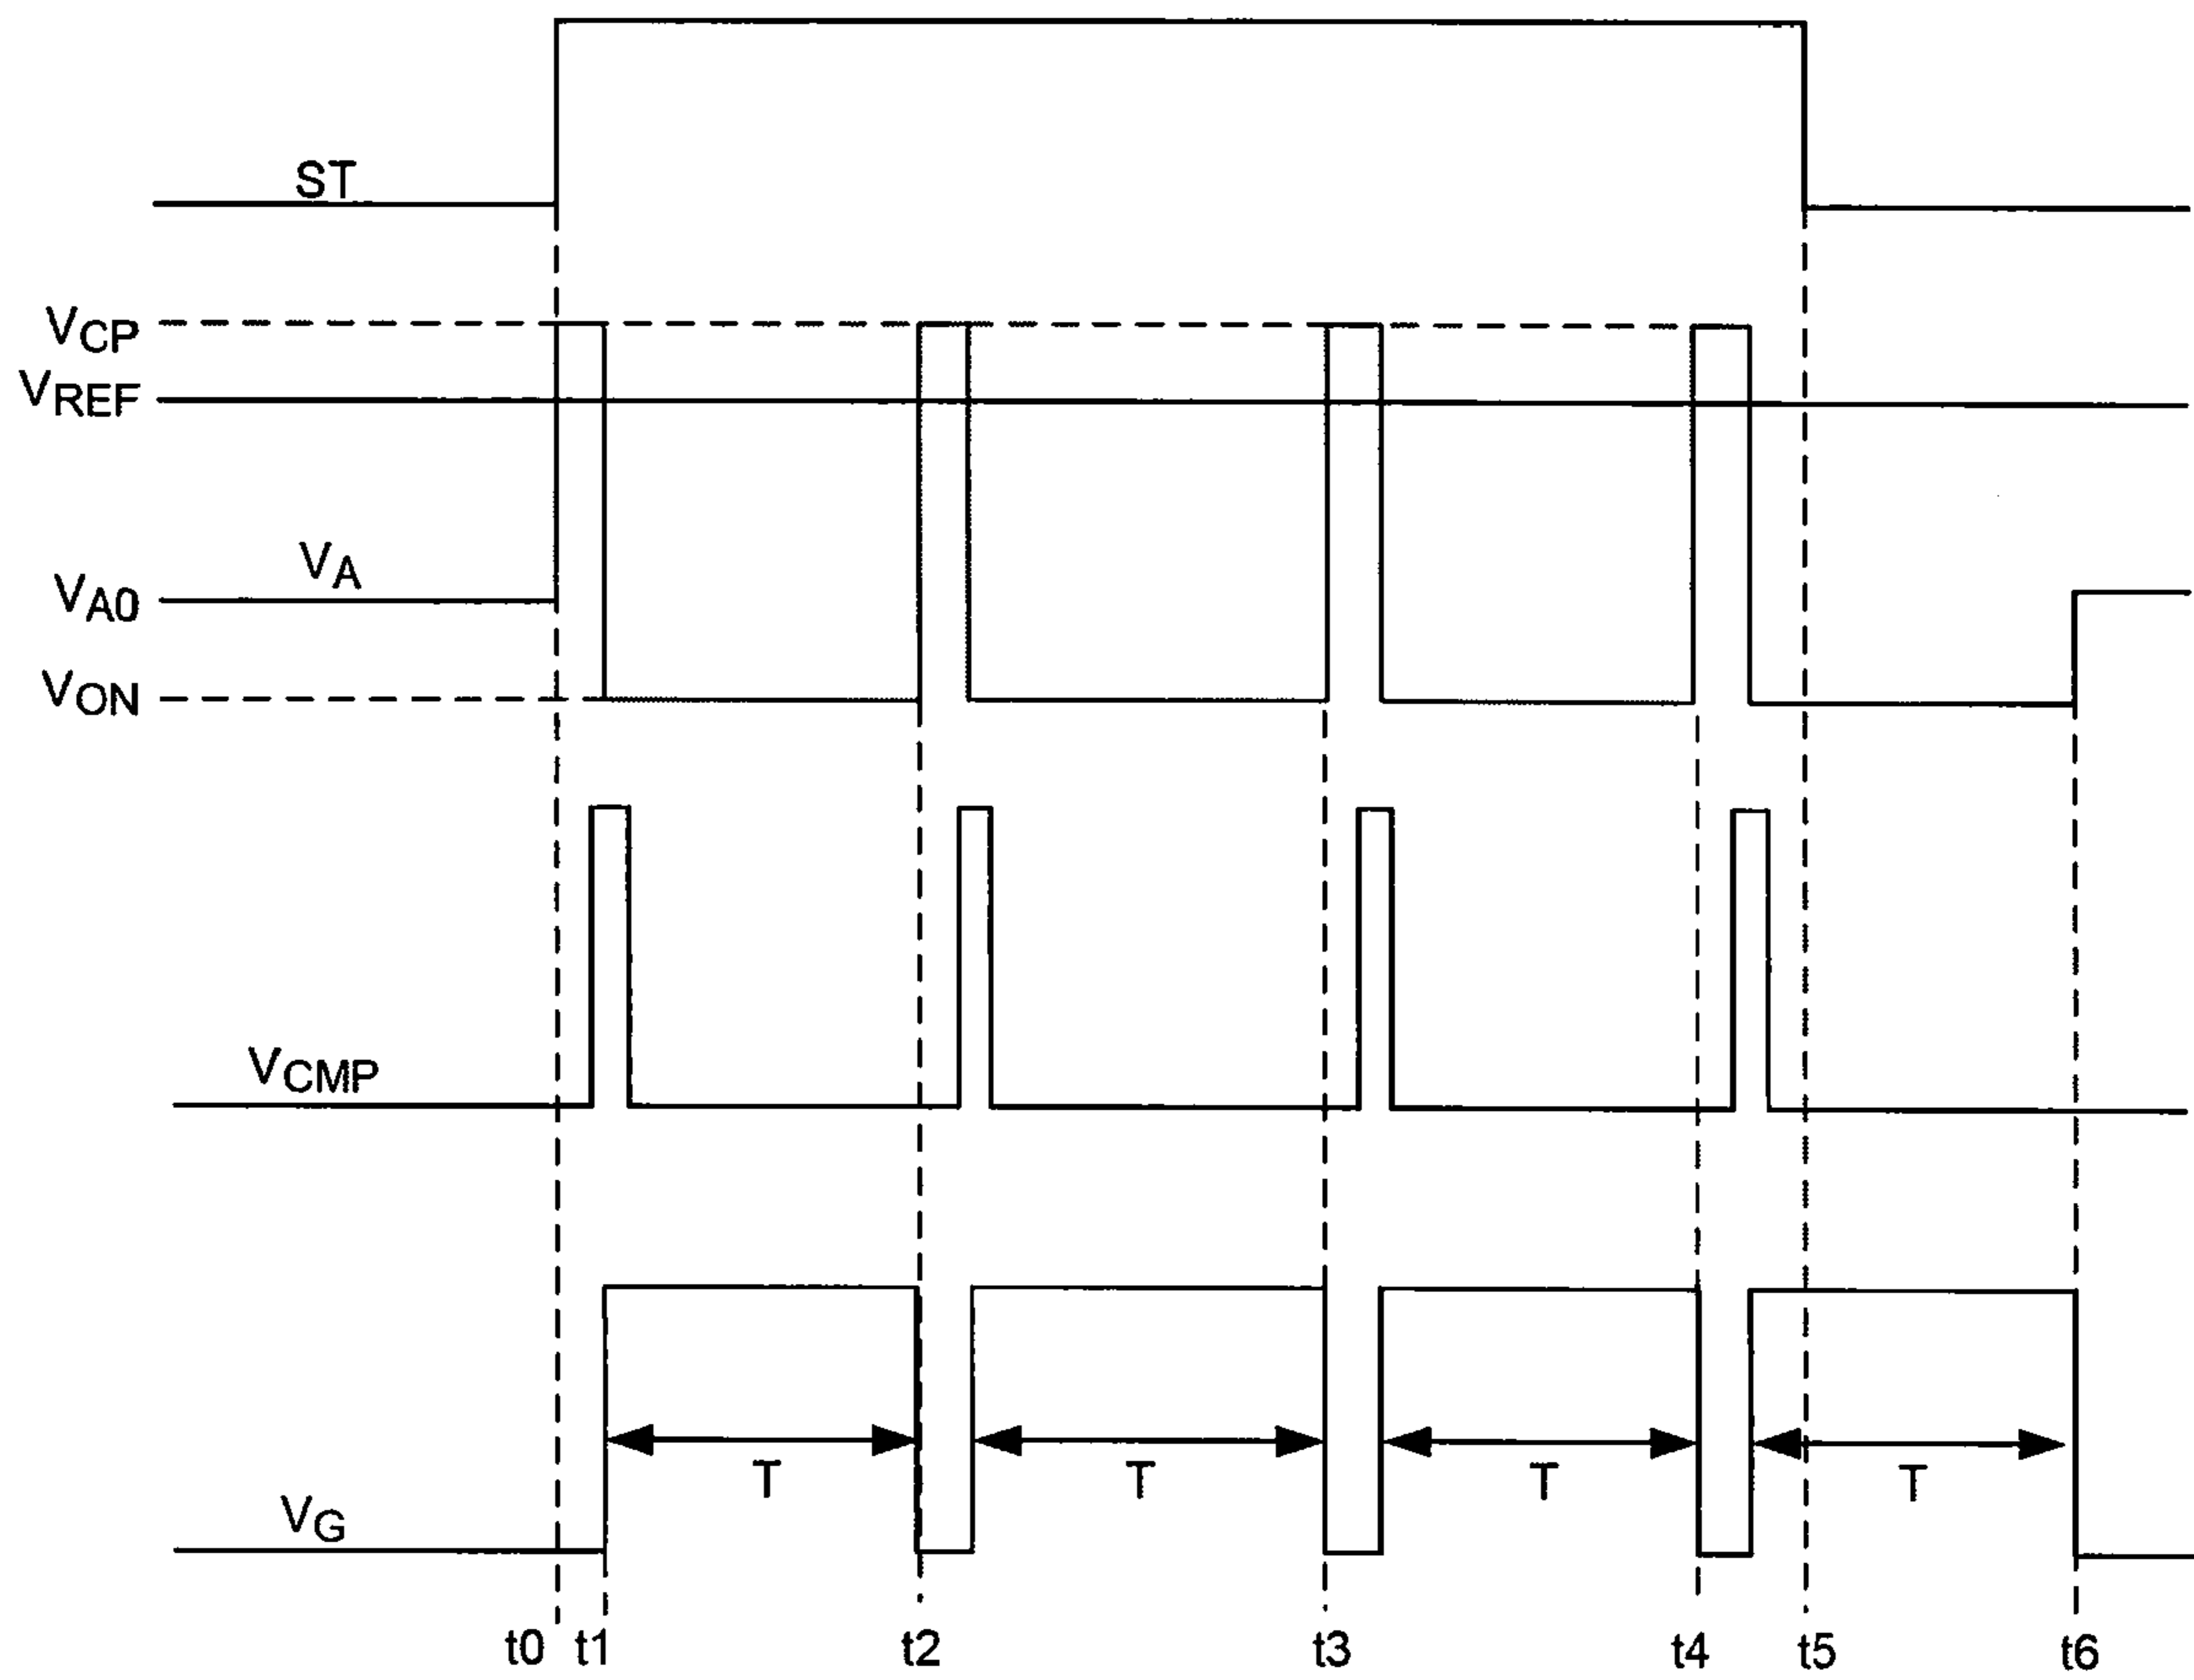 ST
VCP
VREF
VA
VA0
VON
VCMP
T T T T
VG
t0 t1 t2 t3 t4 t5 t6